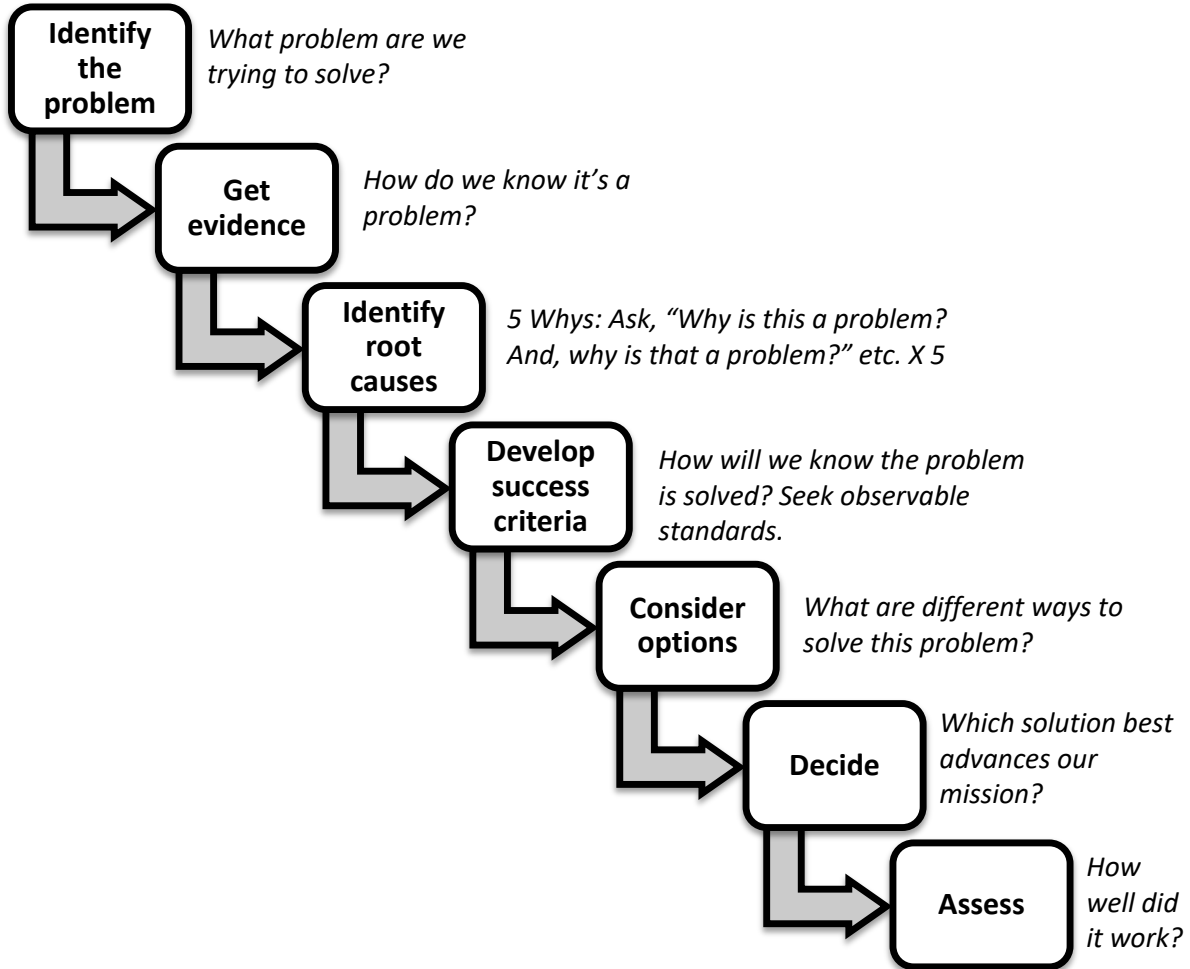 Identify
the
problem
What problem are we
trying to solve?
Get
evidence
How do we know it’s a
problem?
Identify
root
causes
5 Whys: Ask, “Why is this a problem?
And, why is that a problem?” etc. X 5
Develop
success
criteria
How will we know the problem
is solved? Seek observable
standards.
Consider
options
What are different ways to
solve this problem?
Decide
Which solution best
advances our
mission?
Assess
How
well did
it work?